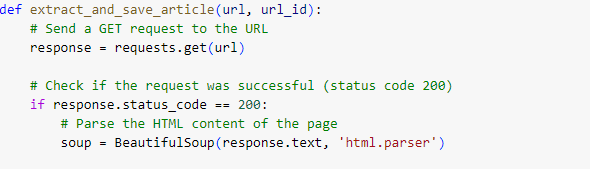 def extract_and_save_article(url, url_id):
    # Send a GET request to the URL
    response = requests.get(url)

    # Check if the request was successful (status code 200)
    if response.status_code == 200:
        # Parse the HTML content of the page
        soup = BeautifulSoup(response.text, 'html.parser')